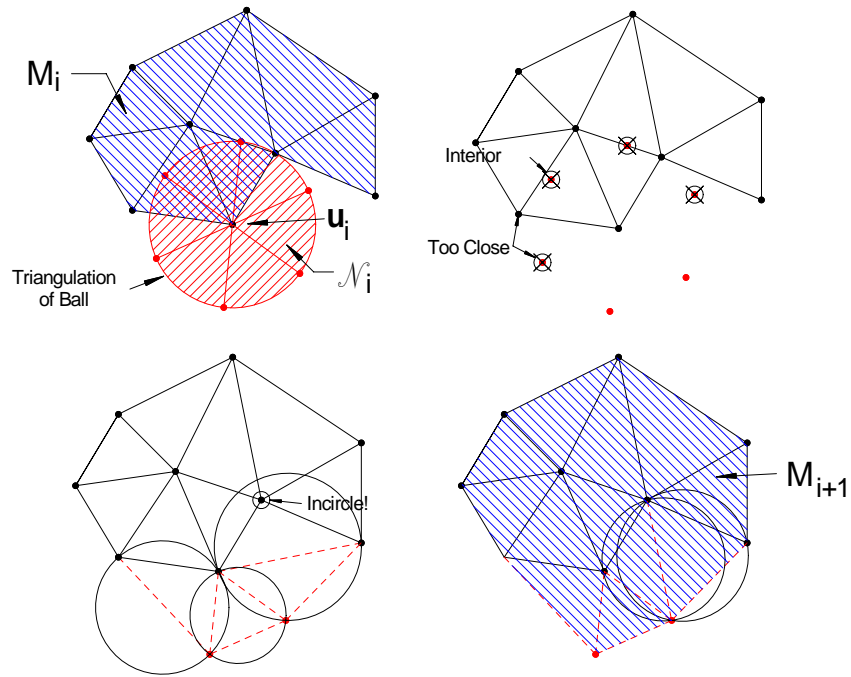 Mi
ui
𝒩i
Triangulation
of Ball
Interior
Too Close
Incircle!
Mi+1